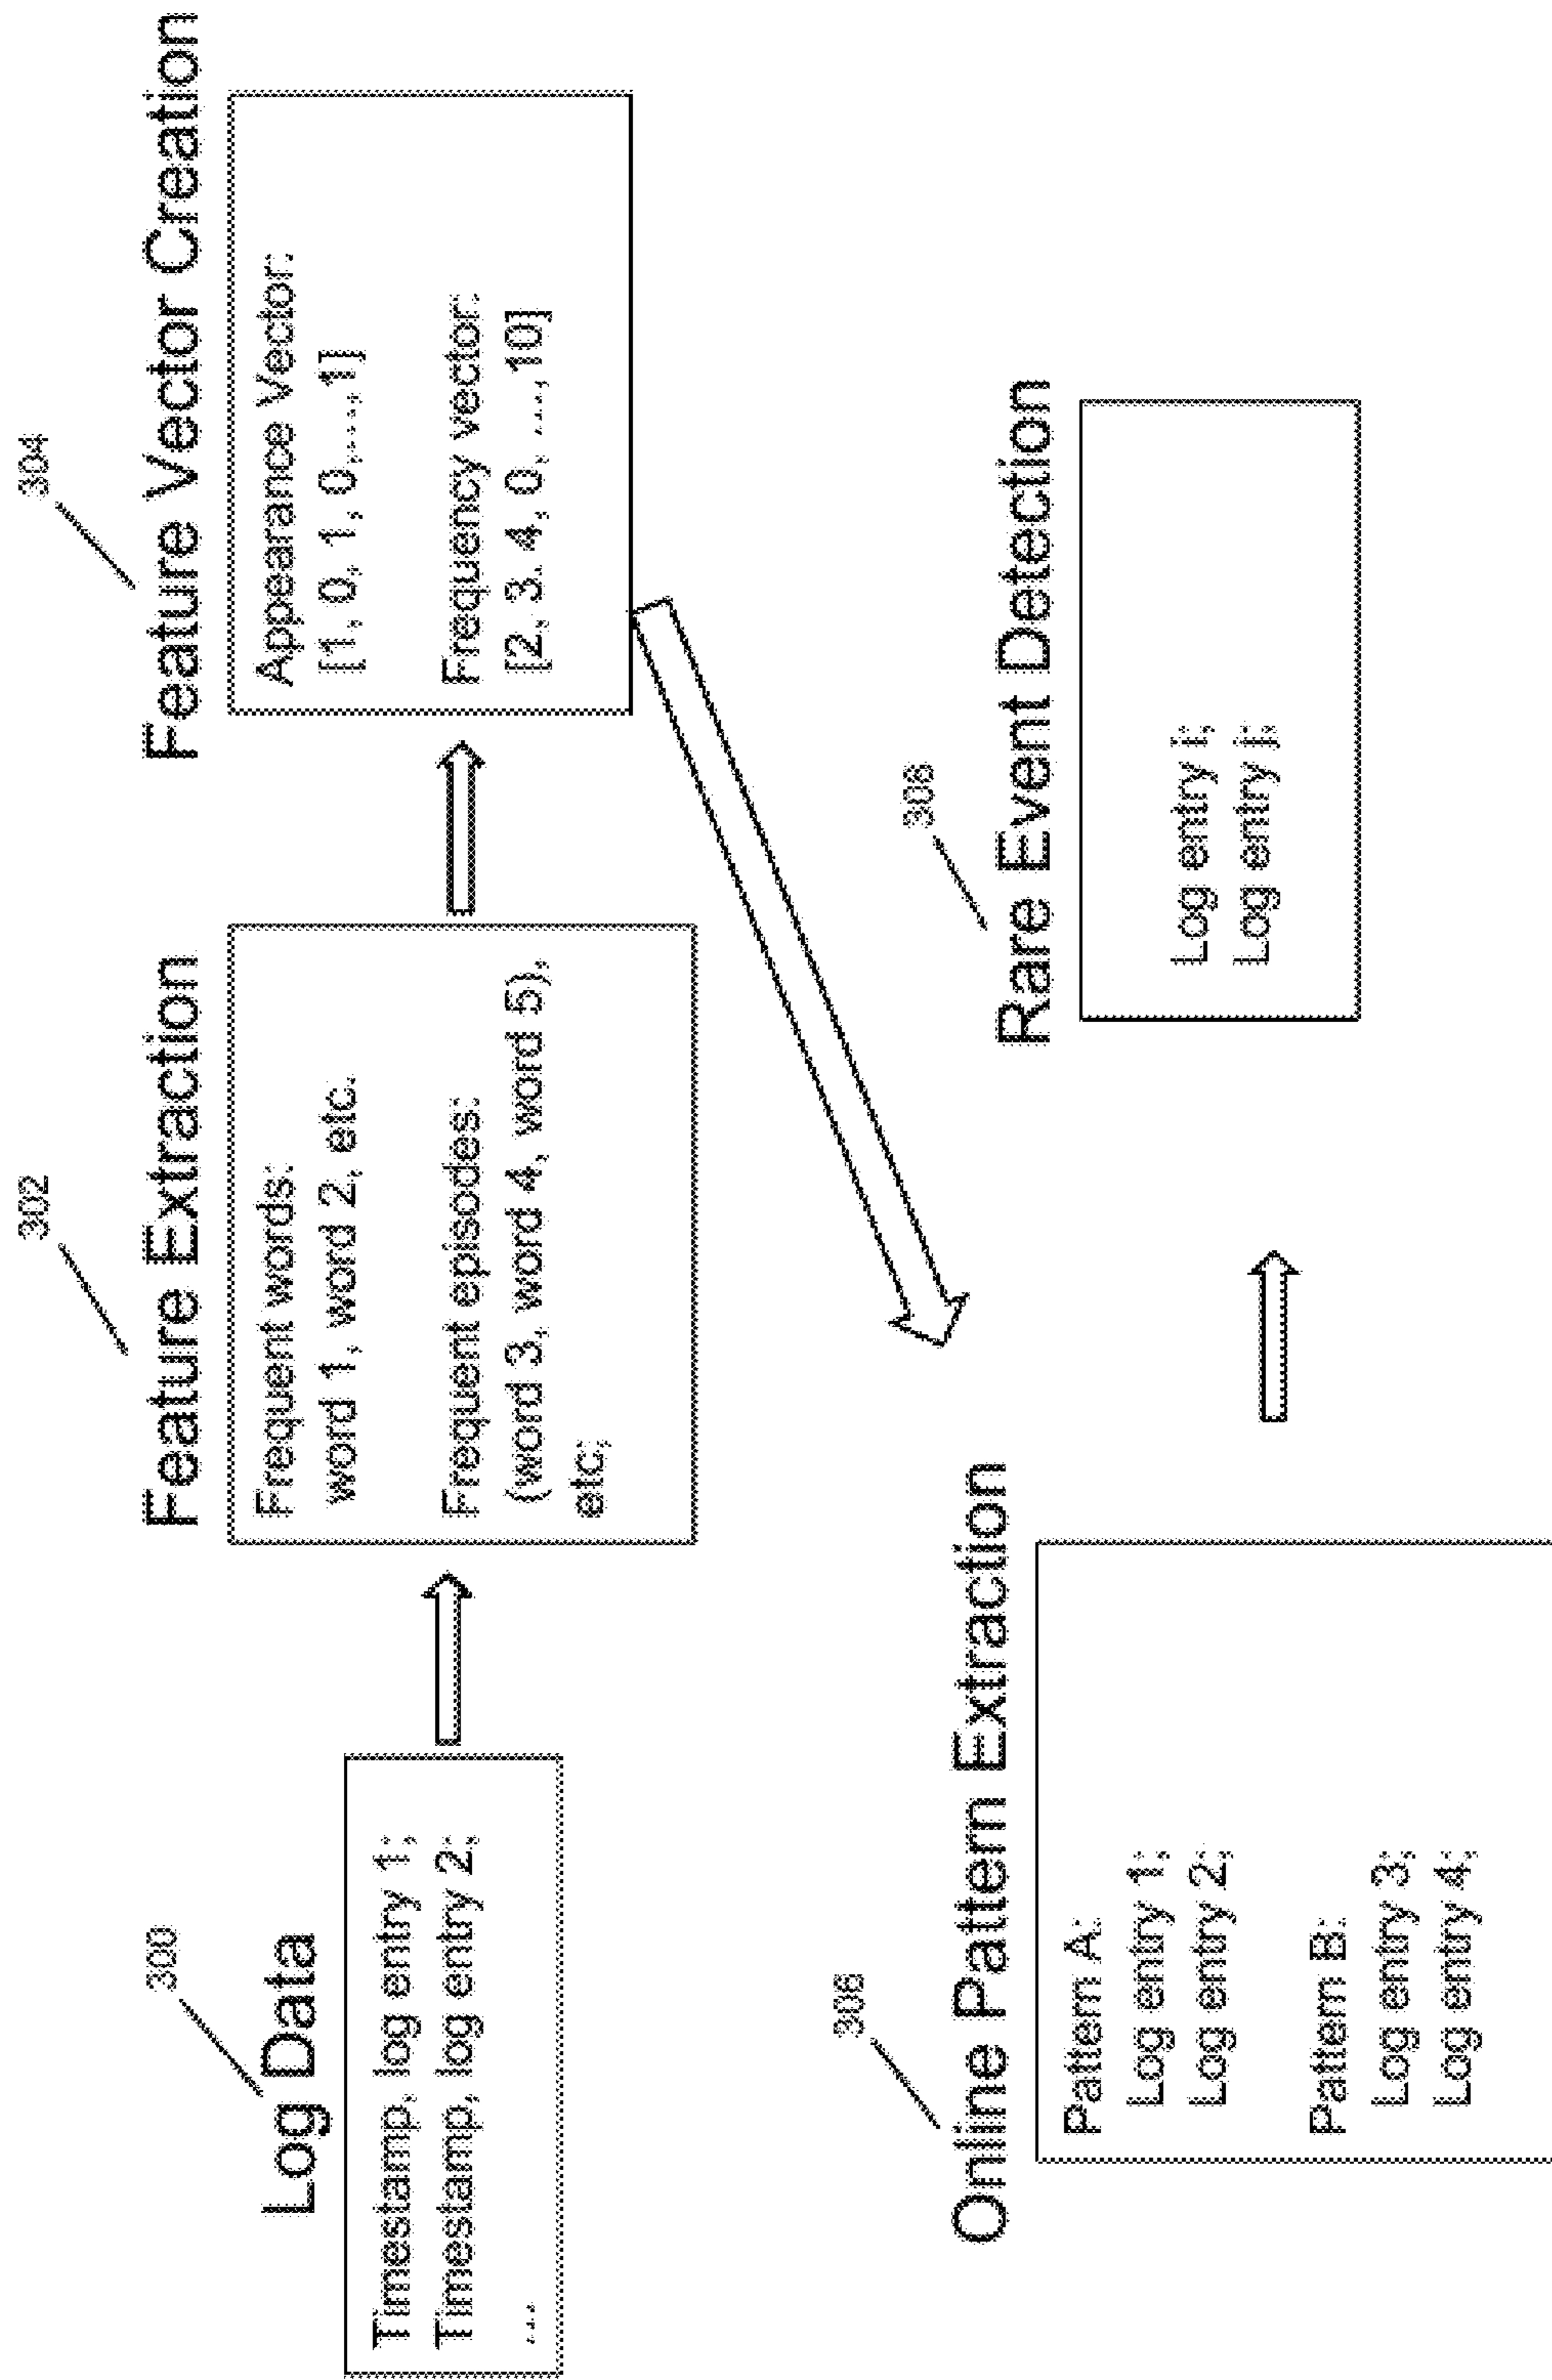 300
Log Data
Timestamp, log entry 1;
Timestamp, log entry 2;
...
302
Feature Extraction
Frequent words:
word 1, word 2, etc.
Frequent episodes:
(word 3, word 4, word 5),
etc;
304
Feature Vector Creation
Appearance Vector:
[1, 0, 1, 0,...,1]
Frequency vector:
[2, 3. 4, 0, ...,10]
306
Online Pattern Extraction
Pattern A:
Log entry 1;
Log entry 2;
Pattern B:
Log entry 3;
Log entry 4;
308
Rare Event Detection
Log entry i;
Log entry j;